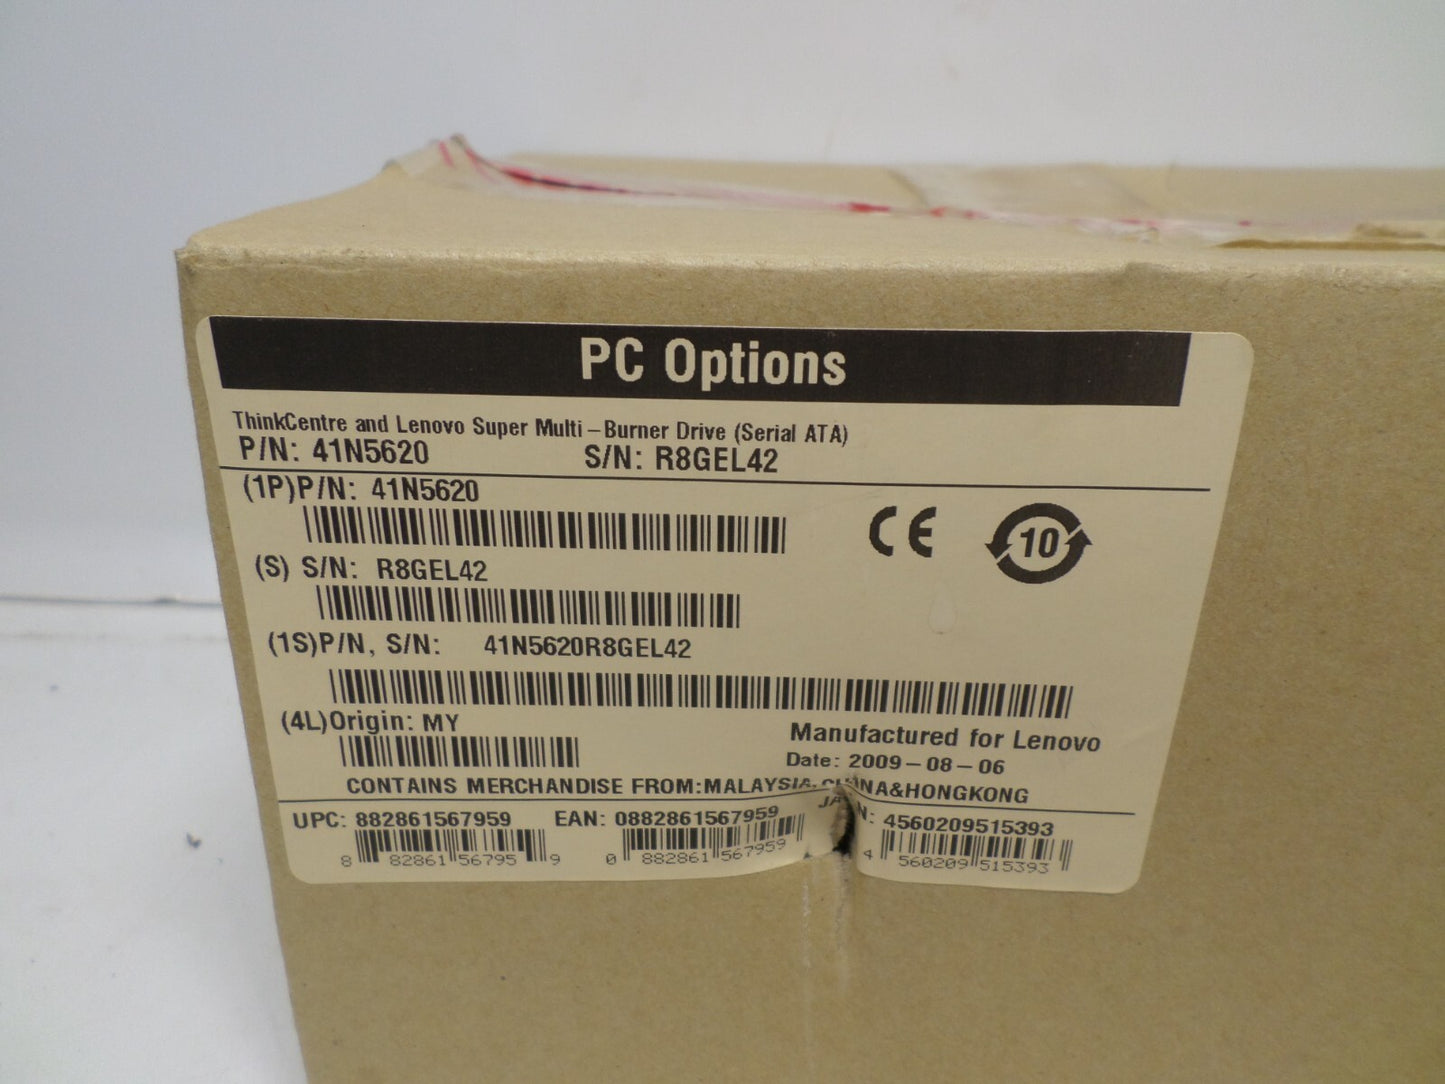 PC Options
ThinkCentre and Lenovo Super Multi-Burner Drive (Serial ATA)
P/N: 41N5620 S/N: R8GEL42
(1P)P/N: 41N5620
CE 10
(S) S/N: R8GEL42
(1S)P/N, S/N: 41N5620R8GEL42
(4L)Origin: MY
Manufactured for Lenovo
Date: 2009-08-06
CONTAINS MERCHANDISE FROM:MALAYSIA,CHINA&HONGKONG
UPC: 882861567959 EAN: 0882861567959 4560209515393
8 82861 56795 9 0 882861 567959 4 560209 515393